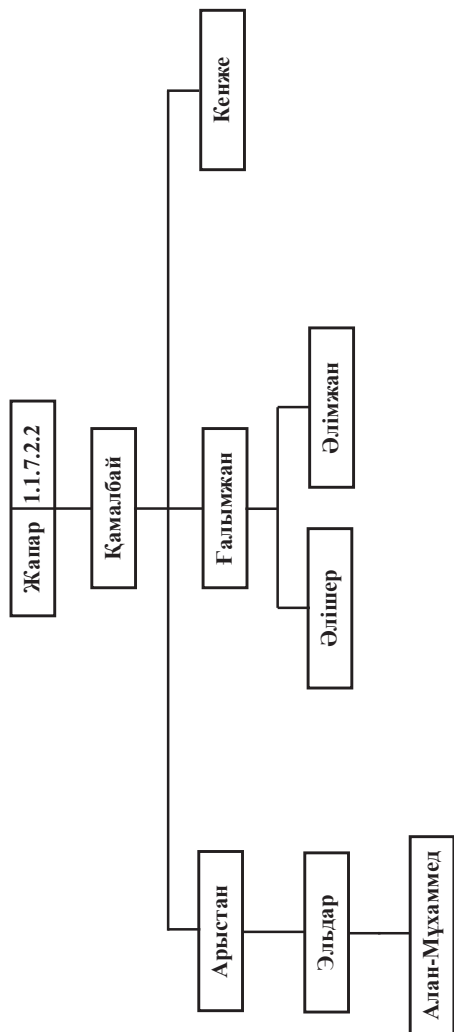 Жапар 1.1.7.2.2
Қамалбай
Арыстан
Ғалымжан
Кенже
Эльдар
Әлішер
Әлімжан
Алан-Мұхаммед